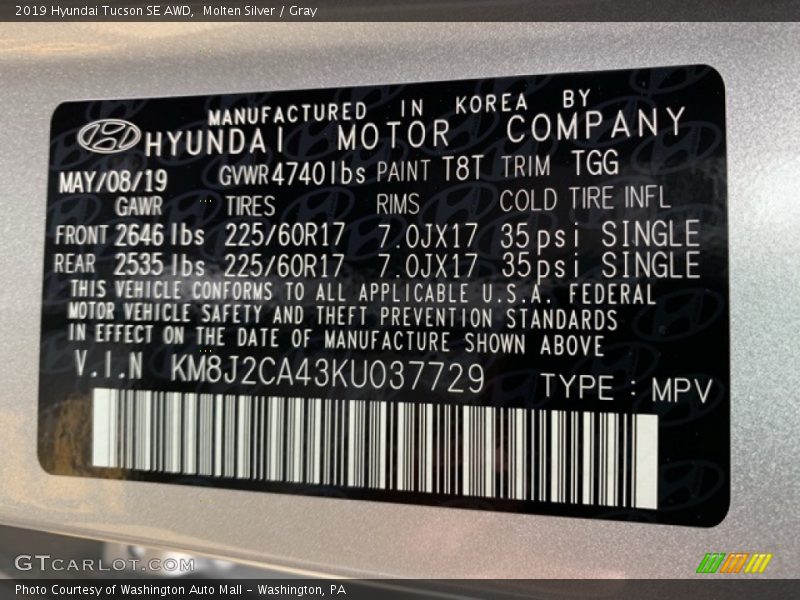 2019 Hyundai Tucson SE AWD,  Molten Silver / Gray
MANUFACTURED IN KOREA BY
HYUNDAI MOTOR COMPANY
MAY/08/19 GVWR4740lbs PAINT T8T TRIM TGG
GAWR TIRES RIMS COLD TIRE INFL
FRONT 2646 lbs 225/60R17 7.0JX17 35psi SINGLE
REAR 2535 lbs 225/60R17 7.0JX17 35psi SINGLE
THIS VEHICLE CONFORMS TO ALL APPLICABLE U.S.A. FEDERAL
MOTOR VEHICLE SAFETY AND THEFT PREVENTION STANDARDS
IN EFFECT ON THE DATE OF MANUFACTURE SHOWN ABOVE
V.I.N KM8J2CA43KU037729 TYPE : MPV
GTCARLOT.COM
Photo Courtesy of Washington Auto Mall - Washington, PA